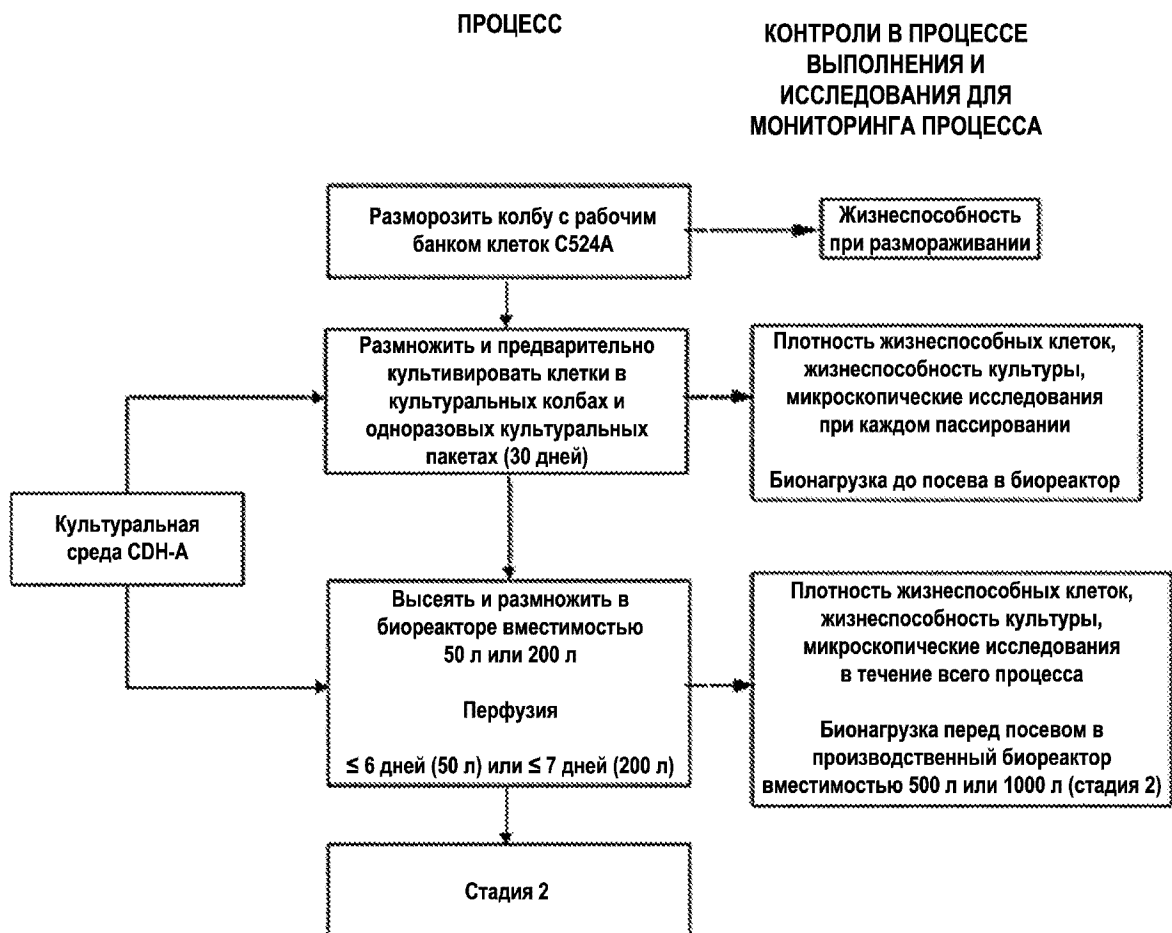 ПРОЦЕСС
КОНТРОЛИ В ПРОЦЕССЕ
ВЫПОЛНЕНИЯ И
ИССЛЕДОВАНИЯ ДЛЯ
МОНИТОРИНГА ПРОЦЕССА
Разморозить колбу с рабочим
банком клеток C524A
Жизнеспособность
при размораживании
Размножить и предварительно
культивировать клетки в
культуральных колбах и
одноразовых культуральных
пакетах (30 дней)
Плотность жизнеспособных клеток,
жизнеспособность культуры,
микроскопические исследования
при каждом пассировании
Бионагрузка до посева в биореактор
Культуральная
среда CDH-A
Высеять и размножить в
биореакторе вместимостью
50 л или 200 л
Перфузия
≤ 6 дней (50 л) или ≤ 7 дней (200 л)
Плотность жизнеспособных клеток,
жизнеспособность культуры,
микроскопические исследования
в течение всего процесса
Бионагрузка перед посевом в
производственный биореактор
вместимостью 500 л или 1000 л (стадия 2)
Стадия 2